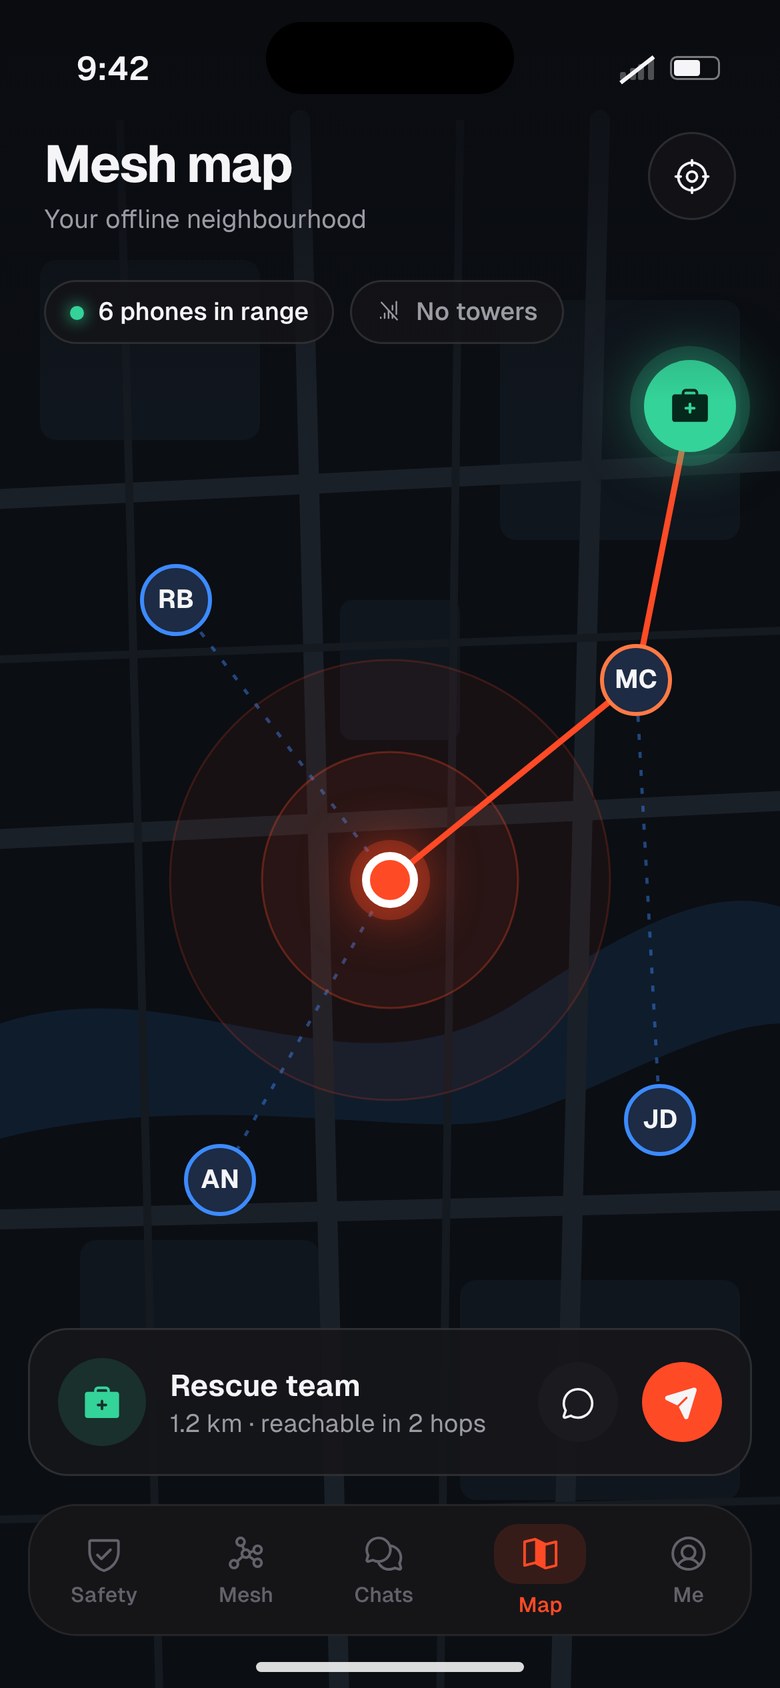 9:42
Mesh map
Your offline neighbourhood
6 phones in range
No towers
RB
MC
JD
AN
Rescue team
1.2 km · reachable in 2 hops
Safety
Mesh
Chats
Map
Me